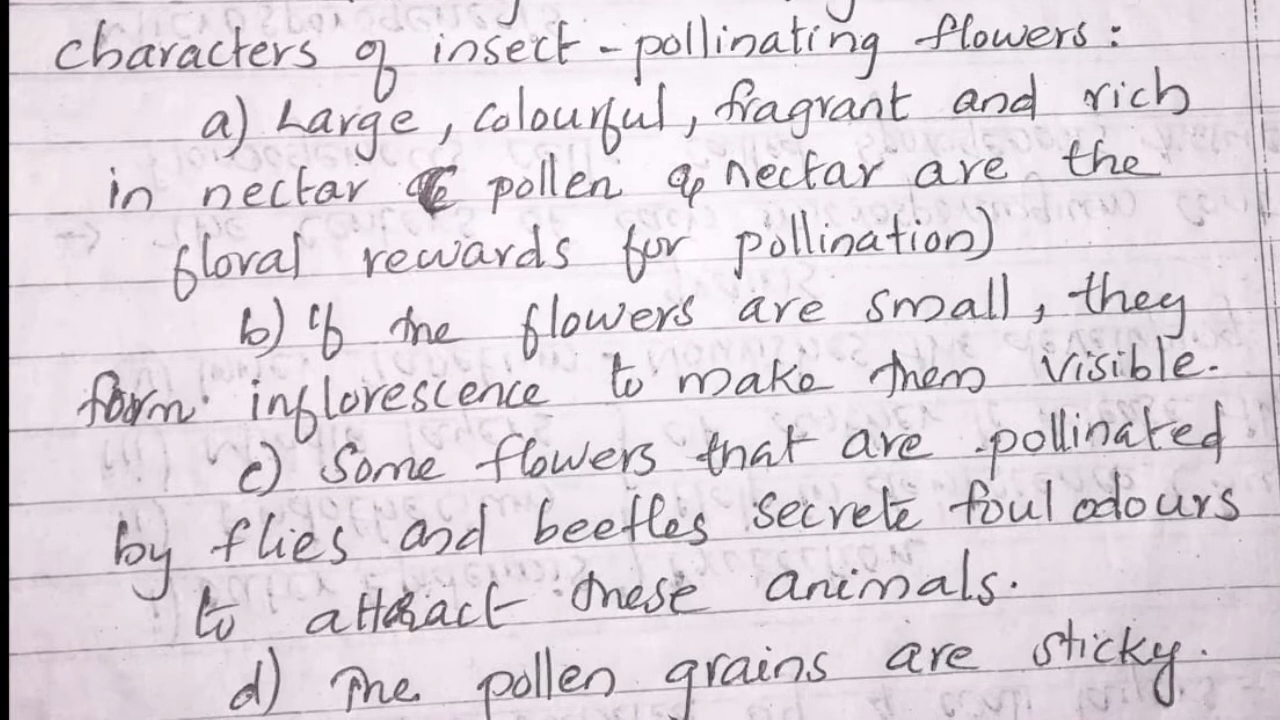 characters of insect-pollinating flowers:
a) Large, colourful, fragrant and rich
in nectar & pollen & nectar are the
floral rewards for pollination)
b) If the flowers are small, they
form inflorescence to make them visible.
c) Some flowers that are pollinated
by flies and beetles secrete foul odours
to attract these animals.
d) The pollen grains are sticky.